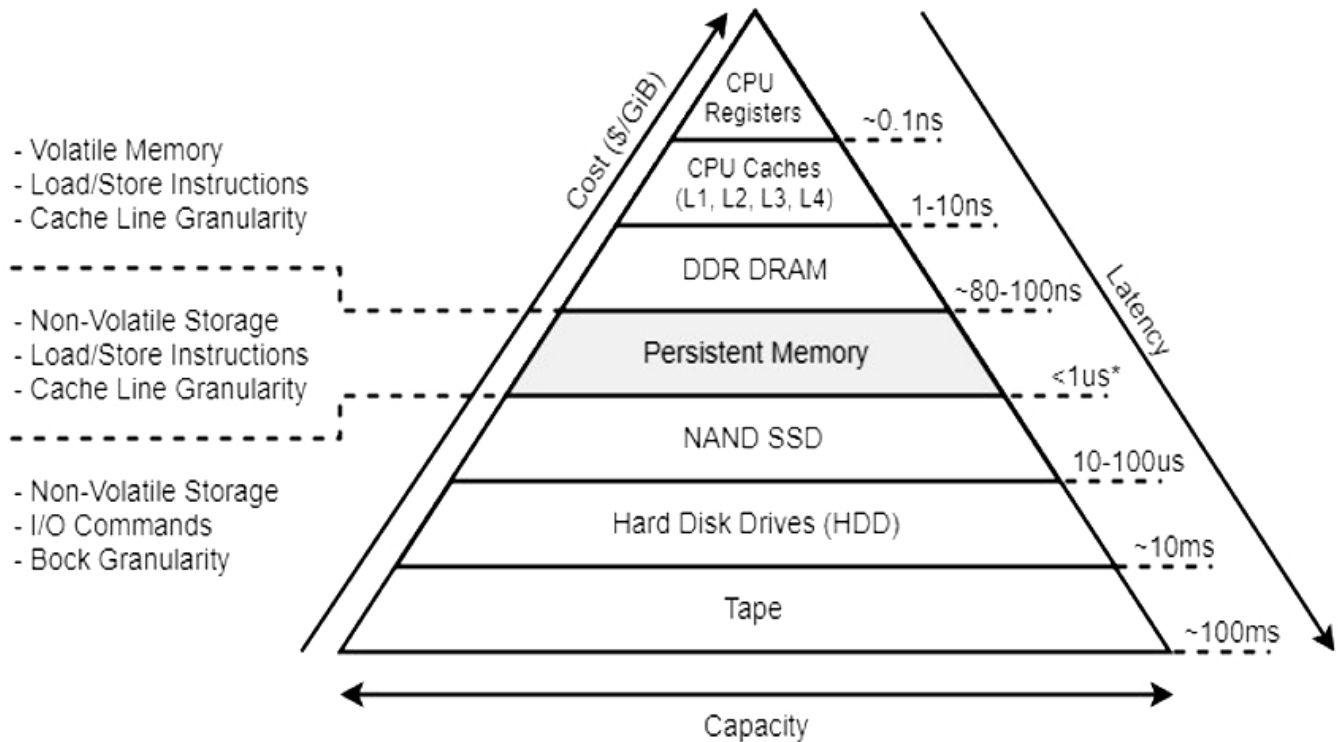 CPU
Registers
~0.1ns
Cost ($/GiB)
- Volatile Memory
- Load/Store Instructions
- Cache Line Granularity
CPU Caches
(L1, L2, L3, L4)
1-10ns
DDR DRAM
~80-100ns
Latency
- Non-Volatile Storage
- Load/Store Instructions
- Cache Line Granularity
Persistent Memory
<1us*
NAND SSD
10-100us
- Non-Volatile Storage
- I/O Commands
- Bock Granularity
Hard Disk Drives (HDD)
~10ms
Tape
~100ms
Capacity